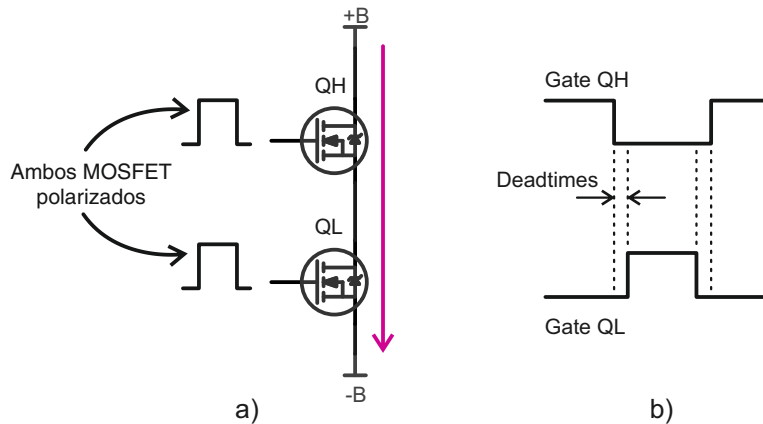 +B
QH
Ambos MOSFET
polarizados
QL
-B
a)
Gate QH
Deadtimes
Gate QL
b)